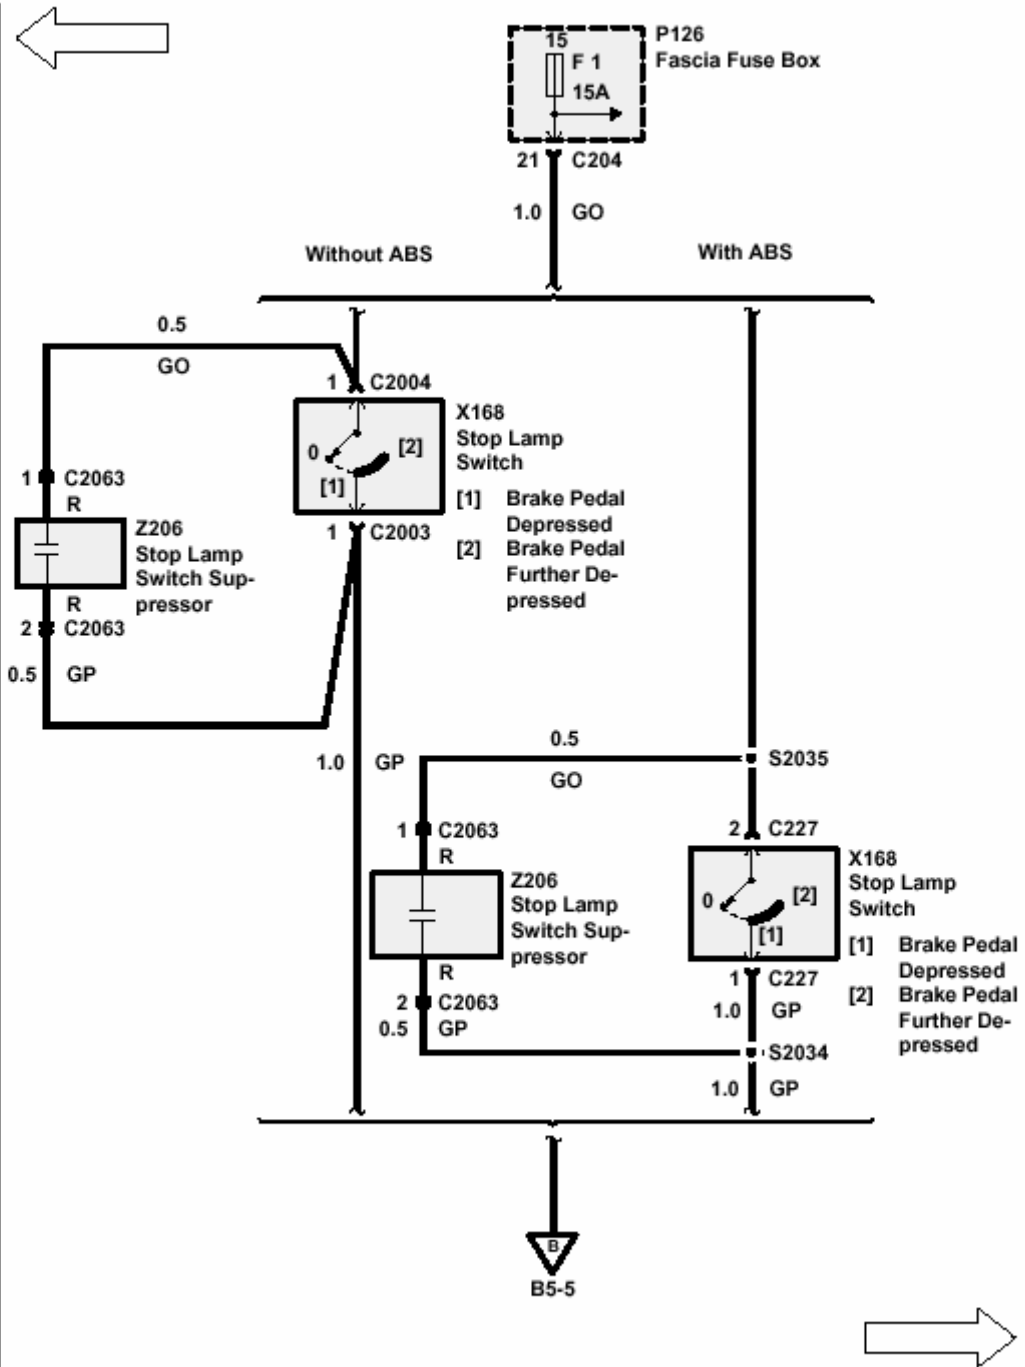 15
F 1
15A
P126
Fascia Fuse Box
21 C204
1.0 GO
Without ABS
With ABS
0.5
GO
1 C2004
0
[2]
[1]
X168
Stop Lamp
Switch
[1] Brake Pedal
Depressed
[2] Brake Pedal
Further De-
pressed
1 C2003
1 C2063
R
Z206
Stop Lamp
Switch Sup-
pressor
R
2 C2063
0.5 GP
1.0 GP
0.5
GO
S2035
1 C2063
R
Z206
Stop Lamp
Switch Sup-
pressor
R
2 C2063
0.5 GP
2 C227
0
[2]
[1]
X168
Stop Lamp
Switch
[1] Brake Pedal
Depressed
[2] Brake Pedal
Further De-
pressed
1 C227
1.0 GP
S2034
1.0 GP
B
B5-5